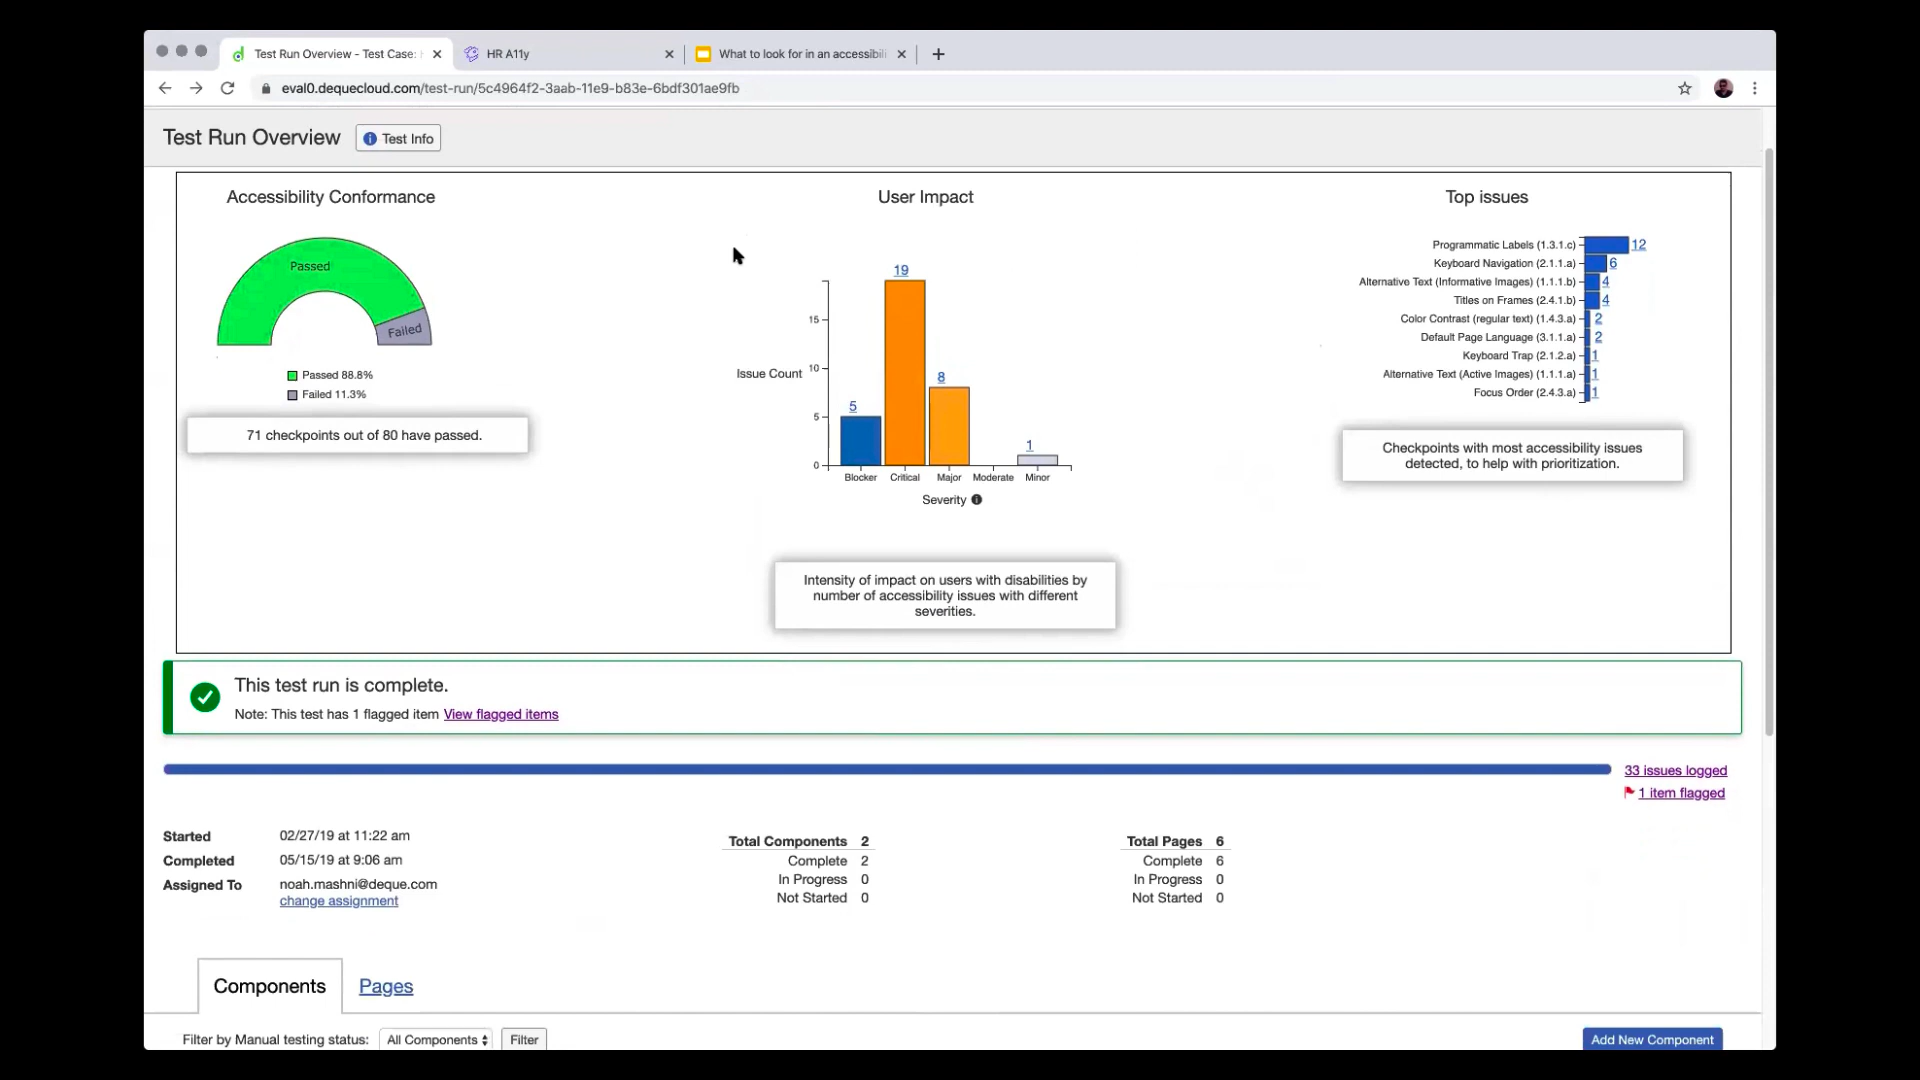 Test Run Overview - Test Case:
HR A11y
What to look for in an accessibili
eval0.dequecloud.com/test-run/5c4964f2-3aab-11e9-b83e-6bdf301ae9fb
Test Run Overview
Test Info
Accessibility Conformance
Passed
Failed
Passed 88.8%
Failed 11.3%
71 checkpoints out of 80 have passed.
User Impact
19
15
Issue Count
10
8
5
5
1
0
Blocker
Critical
Major
Moderate
Minor
Severity
Intensity of impact on users with disabilities by
number of accessibility issues with different
severities.
Top issues
Programmatic Labels (1.3.1.c) 12
Keyboard Navigation (2.1.1.a) 6
Alternative Text (Informative Images) (1.1.1.b) 4
Titles on Frames (2.4.1.b) 4
Color Contrast (regular text) (1.4.3.a) 2
Default Page Language (3.1.1.a) 2
Keyboard Trap (2.1.2.a) 1
Alternative Text (Active Images) (1.1.1.a) 1
Focus Order (2.4.3.a) 1
Checkpoints with most accessibility issues
detected, to help with prioritization.
This test run is complete.
Note: This test has 1 flagged item View flagged items
33 issues logged
1 item flagged
Started 02/27/19 at 11:22 am
Completed 05/15/19 at 9:06 am
Assigned To noah.mashni@deque.com
change assignment
Total Components 2
Complete 2
In Progress 0
Not Started 0
Total Pages 6
Complete 6
In Progress 0
Not Started 0
Components
Pages
Filter by Manual testing status: All Components Filter
Add New Component